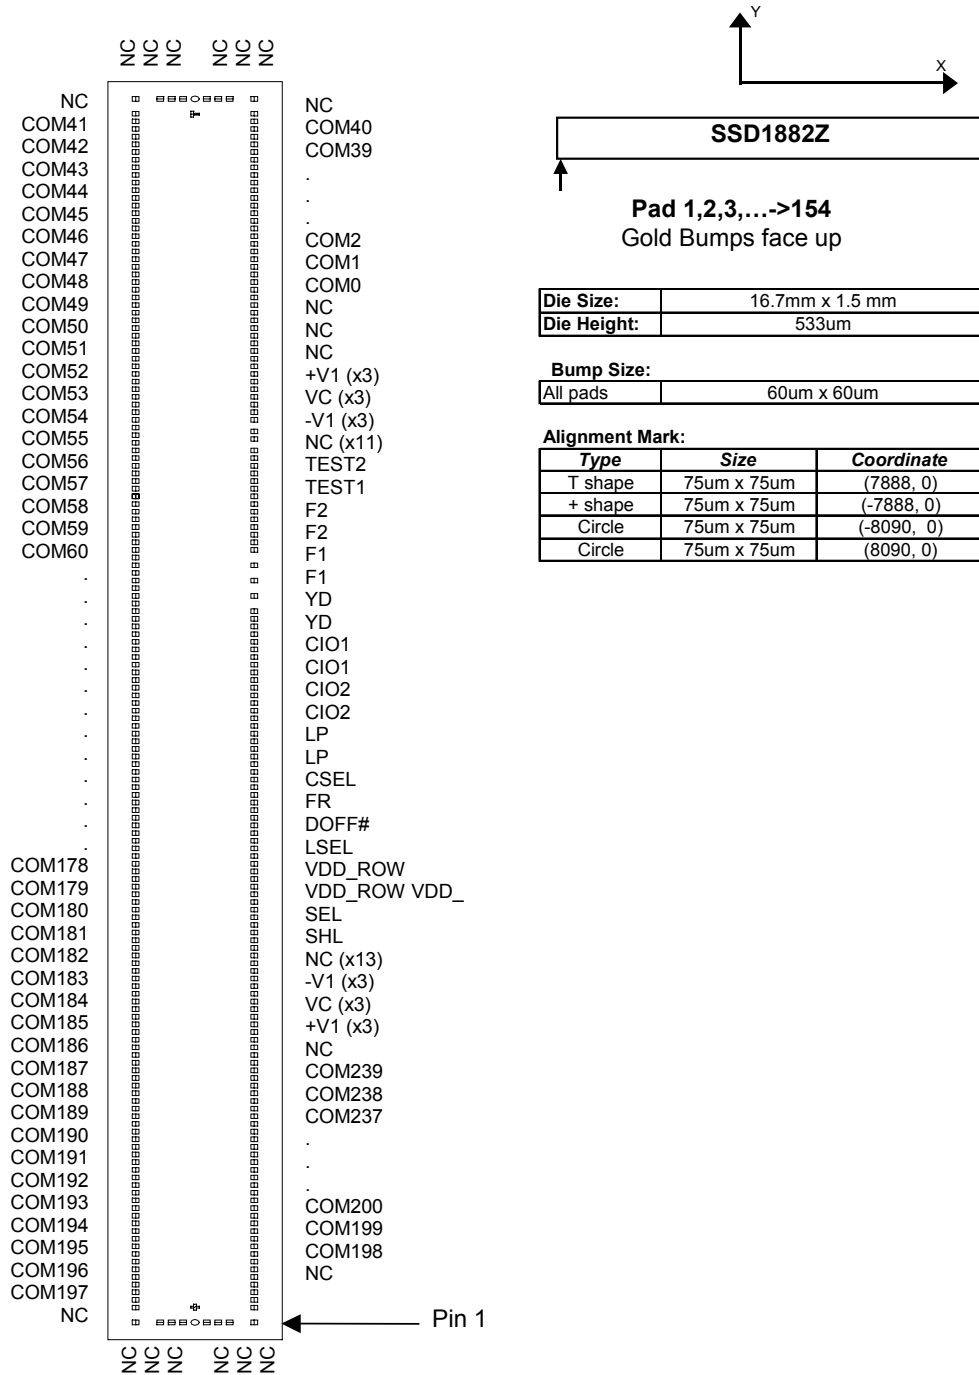 NC NC NC NC NC NC
NC
COM41
COM42
COM43
COM44
COM45
COM46
COM47
COM48
COM49
COM50
COM51
COM52
COM53
COM54
COM55
COM56
COM57
COM58
COM59
COM60
.
.
.
.
.
.
.
.
.
.
.
.
.
COM178
COM179
COM180
COM181
COM182
COM183
COM184
COM185
COM186
COM187
COM188
COM189
COM190
COM191
COM192
COM193
COM194
COM195
COM196
COM197
NC
NC
COM40
COM39
.
.
.
COM2
COM1
COM0
NC
NC
NC
+V1 (x3)
VC (x3)
-V1 (x3)
NC (x11)
TEST2
TEST1
F2
F2
F1
F1
YD
YD
CIO1
CIO1
CIO2
CIO2
LP
LP
CSEL
FR
DOFF#
LSEL
VDD_ROW
VDD_ROW VDD_
SEL
SHL
NC (x13)
-V1 (x3)
VC (x3)
+V1 (x3)
NC
COM239
COM238
COM237
.
.
.
COM200
COM199
COM198
NC
Pin 1
NC NC NC NC NC NC
Y
X
SSD1882Z
Pad 1,2,3,…->154
Gold Bumps face up
Die Size: 16.7mm x 1.5 mm
Die Height: 533um
Bump Size:
All pads 60um x 60um
Alignment Mark:
Type Size Coordinate
T shape 75um x 75um (7888, 0)
+ shape 75um x 75um (-7888, 0)
Circle 75um x 75um (-8090, 0)
Circle 75um x 75um (8090, 0)